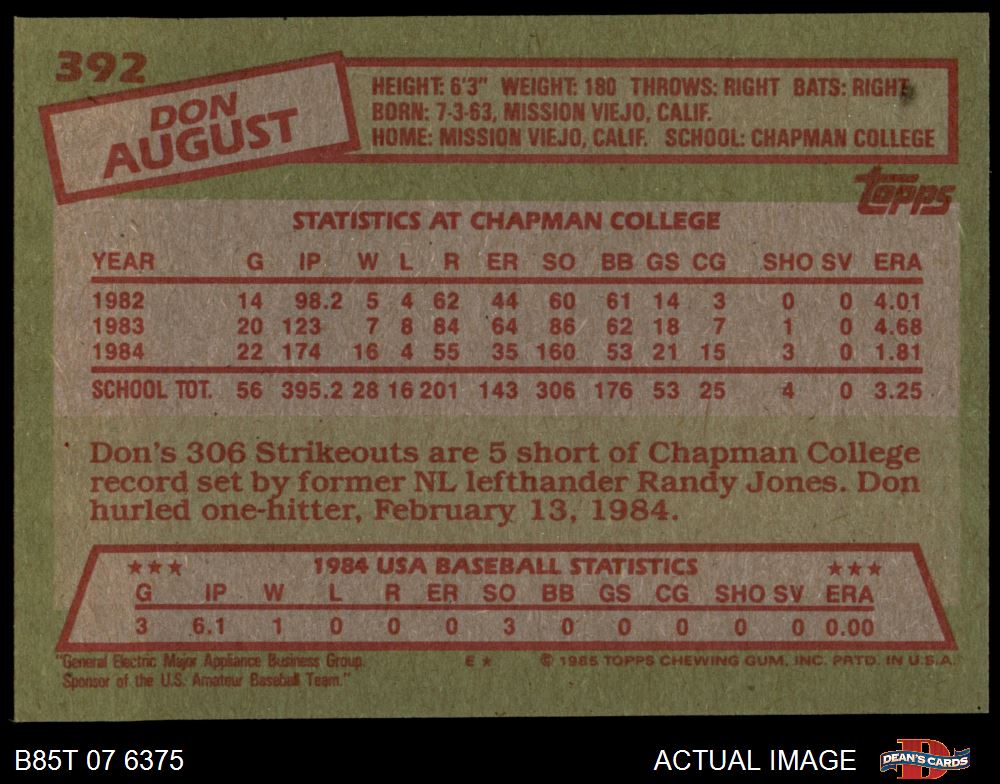 392
DON
AUGUST
HEIGHT: 6'3" WEIGHT: 180 THROWS: RIGHT BATS: RIGHT
BORN: 7-3-63, MISSION VIEJO, CALIF.
HOME: MISSION VIEJO, CALIF. SCHOOL: CHAPMAN COLLEGE
topps
STATISTICS AT CHAPMAN COLLEGE
YEAR G IP W L R ER SO BB GS CG SHO SV ERA
1982 14 98.2 5 4 62 44 60 61 14 3 0 0 4.01
1983 20 123 7 8 84 64 86 62 18 7 1 0 4.68
1984 22 174 16 4 55 35 160 53 21 15 3 0 1.81
SCHOOL TOT. 56 395.2 28 16 201 143 306 176 53 25 4 0 3.25
Don's 306 Strikeouts are 5 short of Chapman College
record set by former NL lefthander Randy Jones. Don
hurled one-hitter, February 13, 1984.
★★★ 1984 USA BASEBALL STATISTICS ★★★
G IP W L R ER SO BB GS CG SHO SV ERA
3 6.1 1 0 0 0 3 0 0 0 0 0 0.00
"General Electric Major Appliance Business Group.
Sponsor of the U.S. Amateur Baseball Team."
E ★ © 1985 TOPPS CHEWING GUM, INC. PRTD. IN U.S.A.
B85T 07 6375
ACTUAL IMAGE
D
DEAN'S CARDS